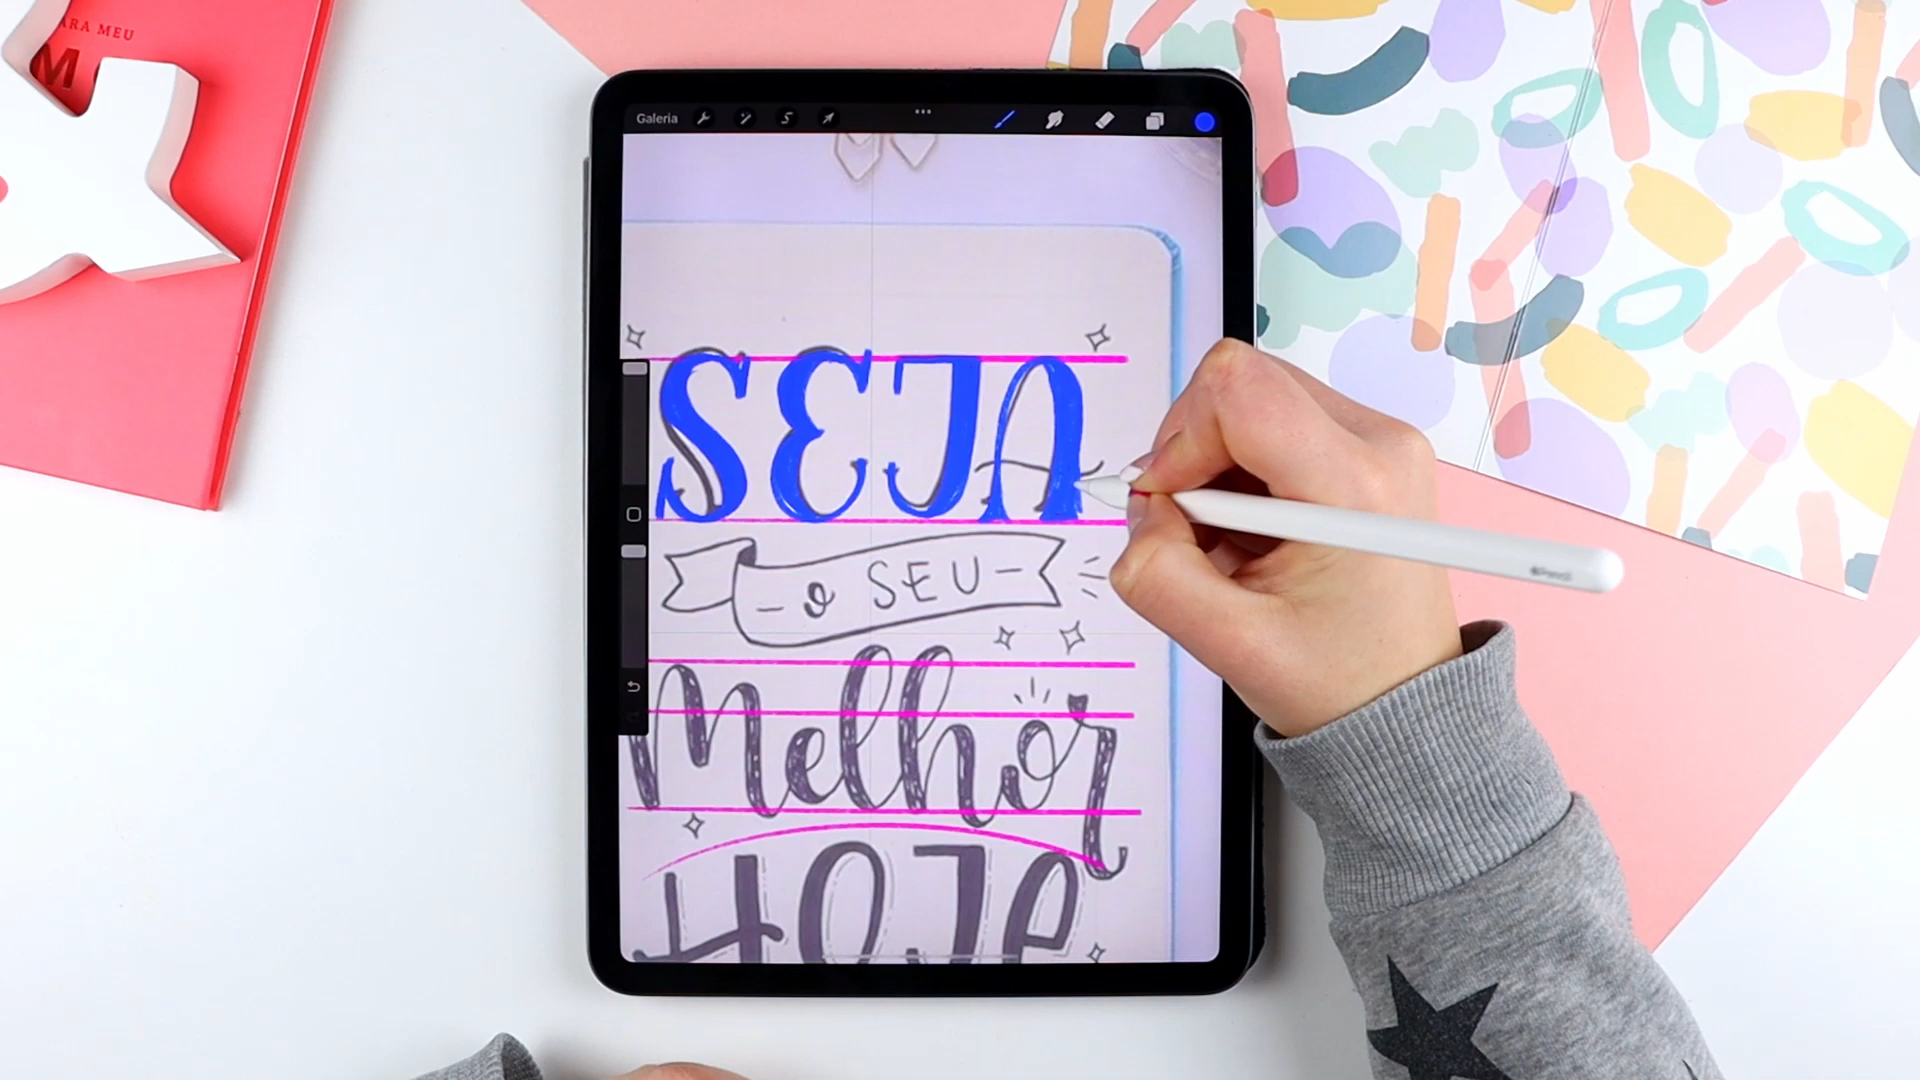 ARA MEU
M
Galeria
SEJA
- o SEU -
Melhor
HOJE